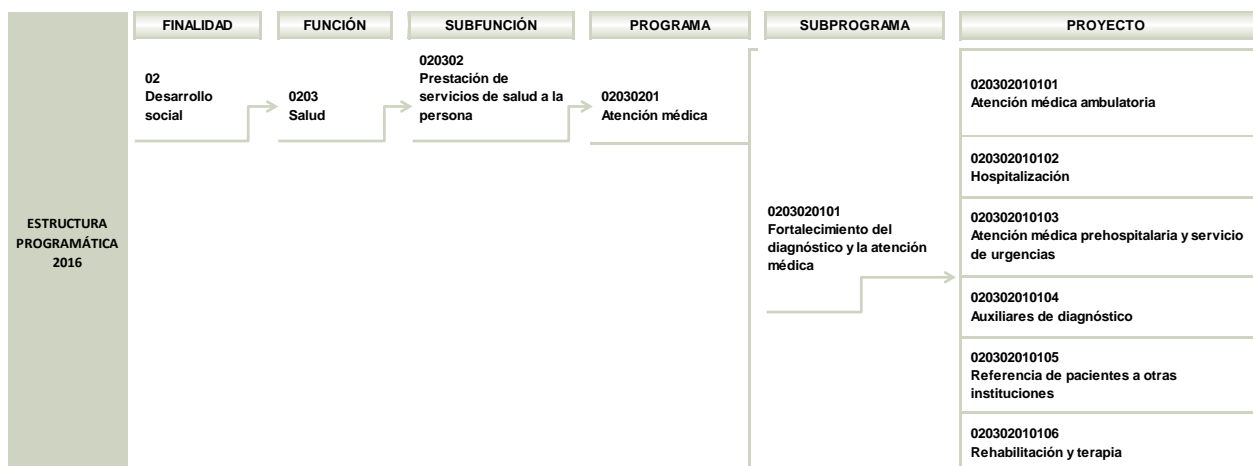 FINALIDAD
FUNCIÓN
SUBFUNCIÓN
PROGRAMA
SUBPROGRAMA
PROYECTO
ESTRUCTURA
PROGRAMÁTICA
2016
02
Desarrollo
social
0203
Salud
020302
Prestación de
servicios de salud a la
persona
02030201
Atención médica
0203020101
Fortalecimiento del
diagnóstico y la atención
médica
020302010101
Atención médica ambulatoria
020302010102
Hospitalización
020302010103
Atención médica prehospitalaria y servicio
de urgencias
020302010104
Auxiliares de diagnóstico
020302010105
Referencia de pacientes a otras
instituciones
020302010106
Rehabilitación y terapia